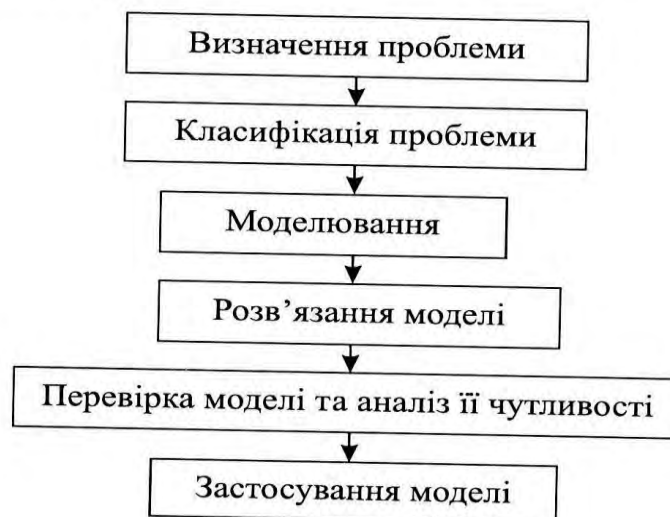 Визначення проблеми
Класифікація проблеми
Моделювання
Розв’язання моделі
Перевірка моделі та аналіз її чутливості
Застосування моделі